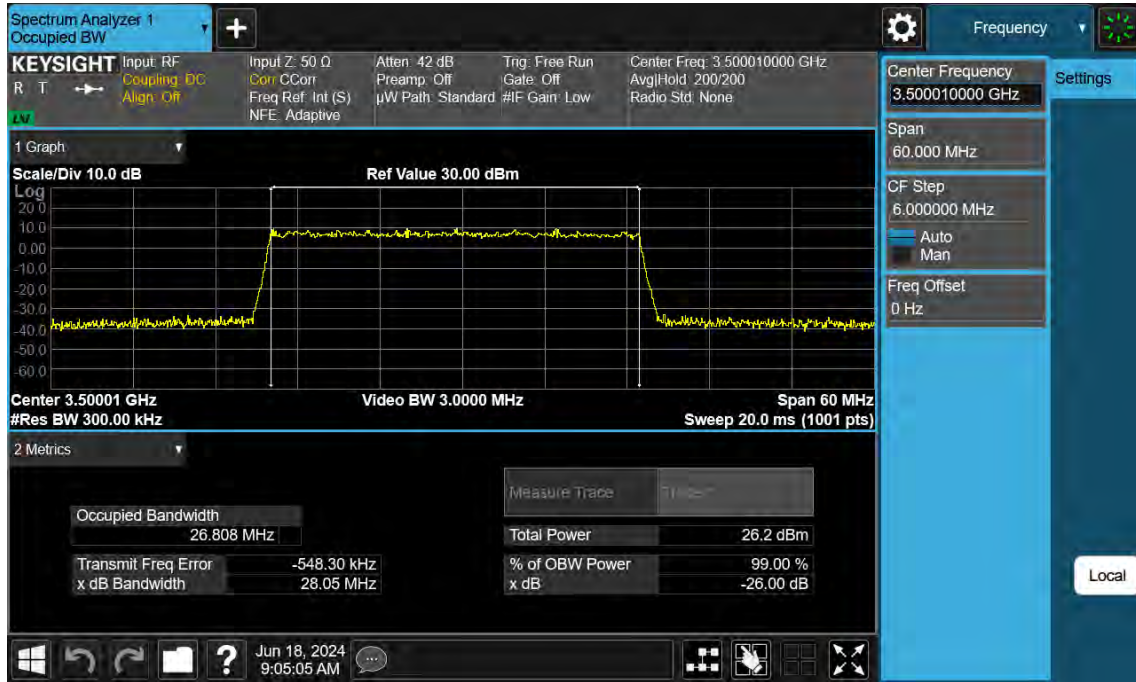 Spectrum Analyzer 1
Occupied BW
+
Frequency
KEYSIGHT
R T
LXI
Input: RF
Coupling: DC
Align: Off
Input Z: 50 Ω
Corr CCorr
Freq Ref: Int (S)
NFE: Adaptive
Atten: 42 dB
Preamp: Off
µW Path: Standard
Trig: Free Run
Gate: Off
#IF Gain: Low
Center Freq: 3.500010000 GHz
Avg|Hold: 200/200
Radio Std: None
Center Frequency
3.500010000 GHz
Settings
Span
60.000 MHz
CF Step
6.000000 MHz
Auto
Man
Freq Offset
0 Hz
Local
1 Graph
Scale/Div 10.0 dB
Ref Value 30.00 dBm
Log
20.0
10.0
0.00
-10.0
-20.0
-30.0
-40.0
-50.0
-60.0
Center 3.50001 GHz
Video BW 3.0000 MHz
Span 60 MHz
#Res BW 300.00 kHz
Sweep 20.0 ms (1001 pts)
2 Metrics
Measure Trace
Occupied Bandwidth
26.808 MHz
Total Power 26.2 dBm
Transmit Freq Error -548.30 kHz
% of OBW Power 99.00 %
x dB Bandwidth 28.05 MHz
x dB -26.00 dB
?
Jun 18, 2024
9:05:05 AM